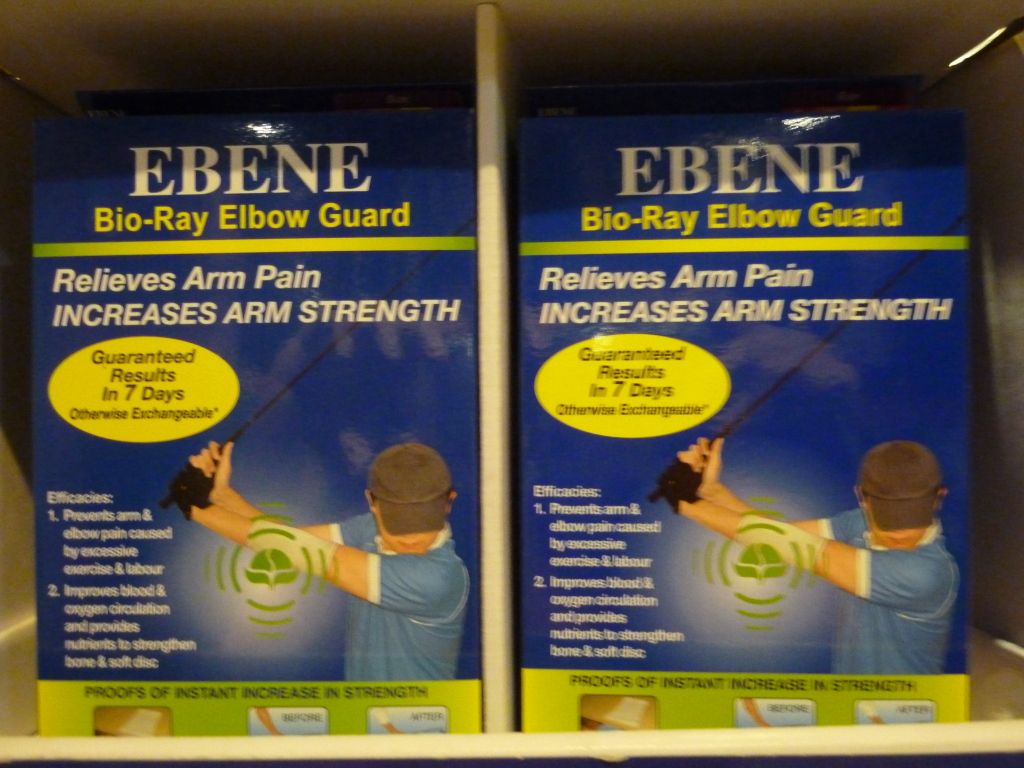 EBENE
Bio-Ray Elbow Guard
Relieves Arm Pain
INCREASES ARM STRENGTH
Guaranteed
Results
In 7 Days
Otherwise Exchangeable*
Efficacies:
1. Prevents arm &
elbow pain caused
by excessive
exercise & labour
2. Improves blood &
oxygen circulation
and provides
nutrients to strengthen
bone & soft disc
PROOFS OF INSTANT INCREASE IN STRENGTH
BEFORE
AFTER
EBENE
EBENE
Bio-Ray Elbow Guard
Relieves Arm Pain
INCREASES ARM STRENGTH
Guaranteed
Results
In 7 Days
Otherwise Exchangeable*
Efficacies:
1. Prevents arm &
elbow pain caused
by excessive
exercise & labour
2. Improves blood &
oxygen circulation
and provides
nutrients to strengthen
bone & soft disc
PROOFS OF INSTANT INCREASE IN STRENGTH
BEFORE
AFTER